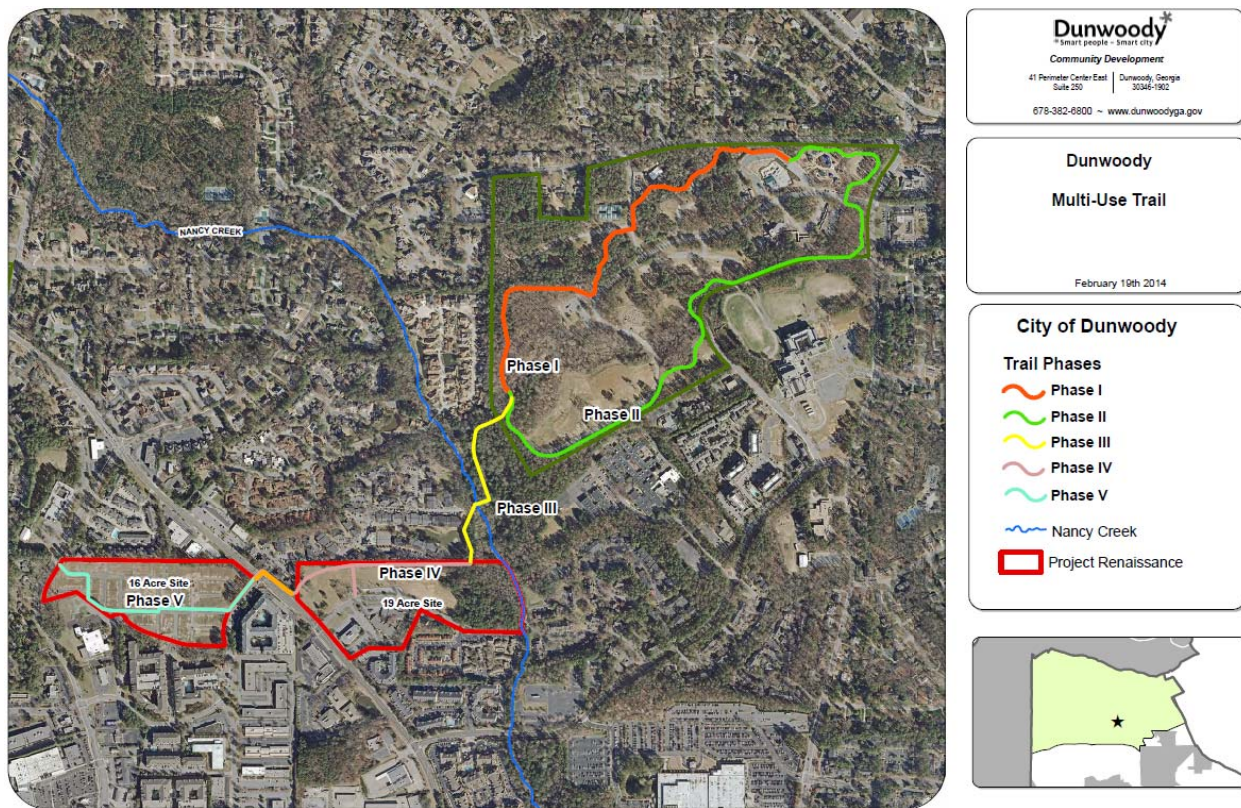 NANCY CREEK
Phase I
Phase II
Phase III
Phase IV
19 Acre Site
16 Acre Site
Phase V
Dunwoody*
*Smart people – Smart city
Community Development
41 Perimeter Center East
Suite 250
Dunwoody, Georgia
30346-1902
678-382-6800 ~ www.dunwoodyga.gov
Dunwoody
Multi-Use Trail
February 19th 2014
City of Dunwoody
Trail Phases
Phase I
Phase II
Phase III
Phase IV
Phase V
Nancy Creek
Project Renaissance